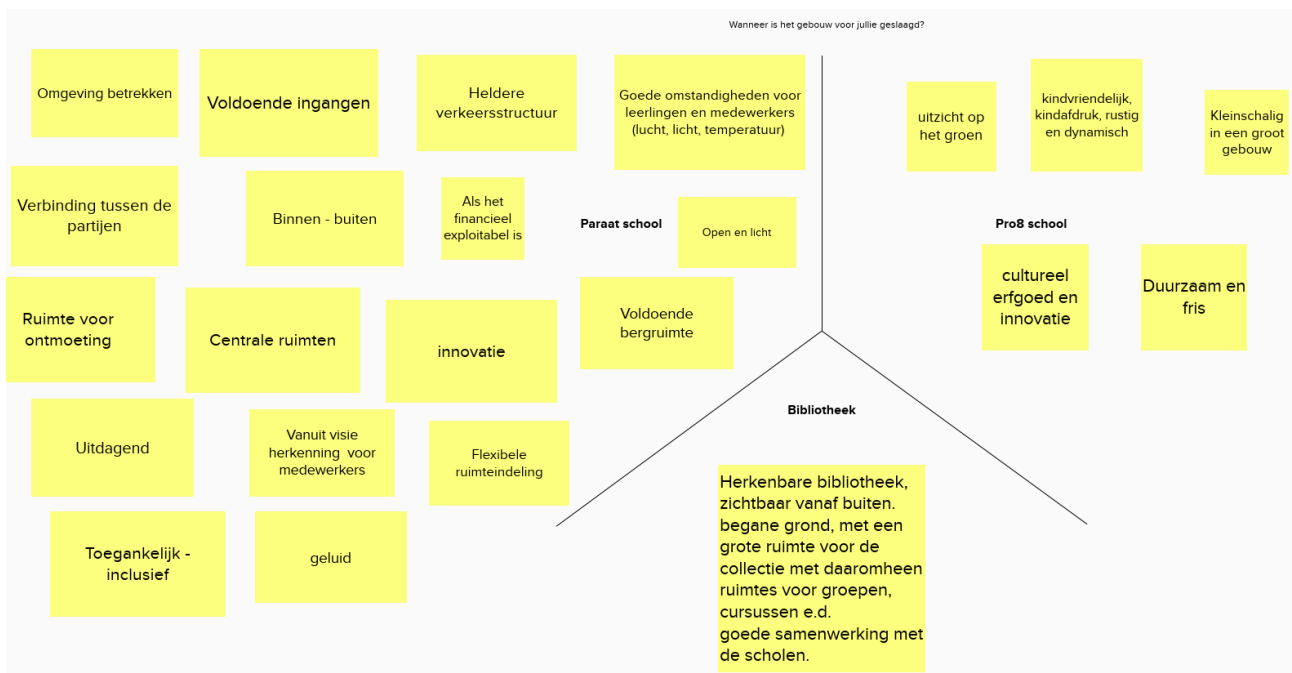 Wanneer is het gebouw voor jullie geslaagd?
Omgeving betrekken
Voldoende ingangen
Heldere
verkeersstructuur
Goede omstandigheden voor
leerlingen en medewerkers
(lucht, licht, temperatuur)
Verbinding tussen de
partijen
Binnen - buiten
Als het
financieel
exploitabel is
Paraat school
Open en licht
Ruimte voor
ontmoeting
Centrale ruimten
innovatie
Voldoende
bergruimte
Uitdagend
Vanuit visie
herkenning voor
medewerkers
Flexibele
ruimteindeling
Toegankelijk -
inclusief
geluid
uitzicht op
het groen
kindvriendelijk,
kindafdruk, rustig
en dynamisch
Kleinschalig
in een groot
gebouw
Pro8 school
cultureel
erfgoed en
innovatie
Duurzaam en
fris
Bibliotheek
Herkenbare bibliotheek,
zichtbaar vanaf buiten.
begane grond, met een
grote ruimte voor de
collectie met daaromheen
ruimtes voor groepen,
cursussen e.d.
goede samenwerking met
de scholen.